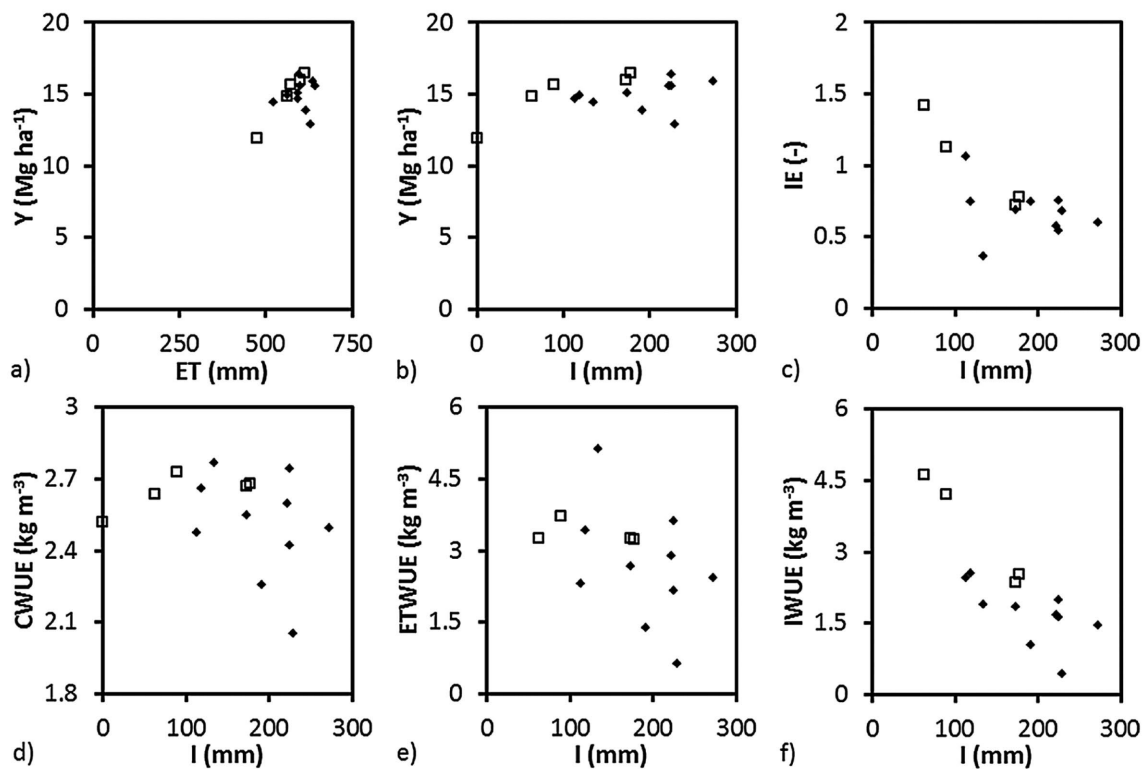 20
15
10
5
0
Y (Mg ha⁻¹)
0 250 500 750
ET (mm)
a)
20
15
10
5
0
Y (Mg ha⁻¹)
0 100 200 300
I (mm)
b)
2
1.5
1
0.5
0
IE (-)
0 100 200 300
I (mm)
c)
3
2.7
2.4
2.1
1.8
CWUE (kg m⁻³)
0 100 200 300
I (mm)
d)
6
4.5
3
1.5
0
ETWUE (kg m⁻³)
0 100 200 300
I (mm)
e)
6
4.5
3
1.5
0
IWUE (kg m⁻³)
0 100 200 300
I (mm)
f)